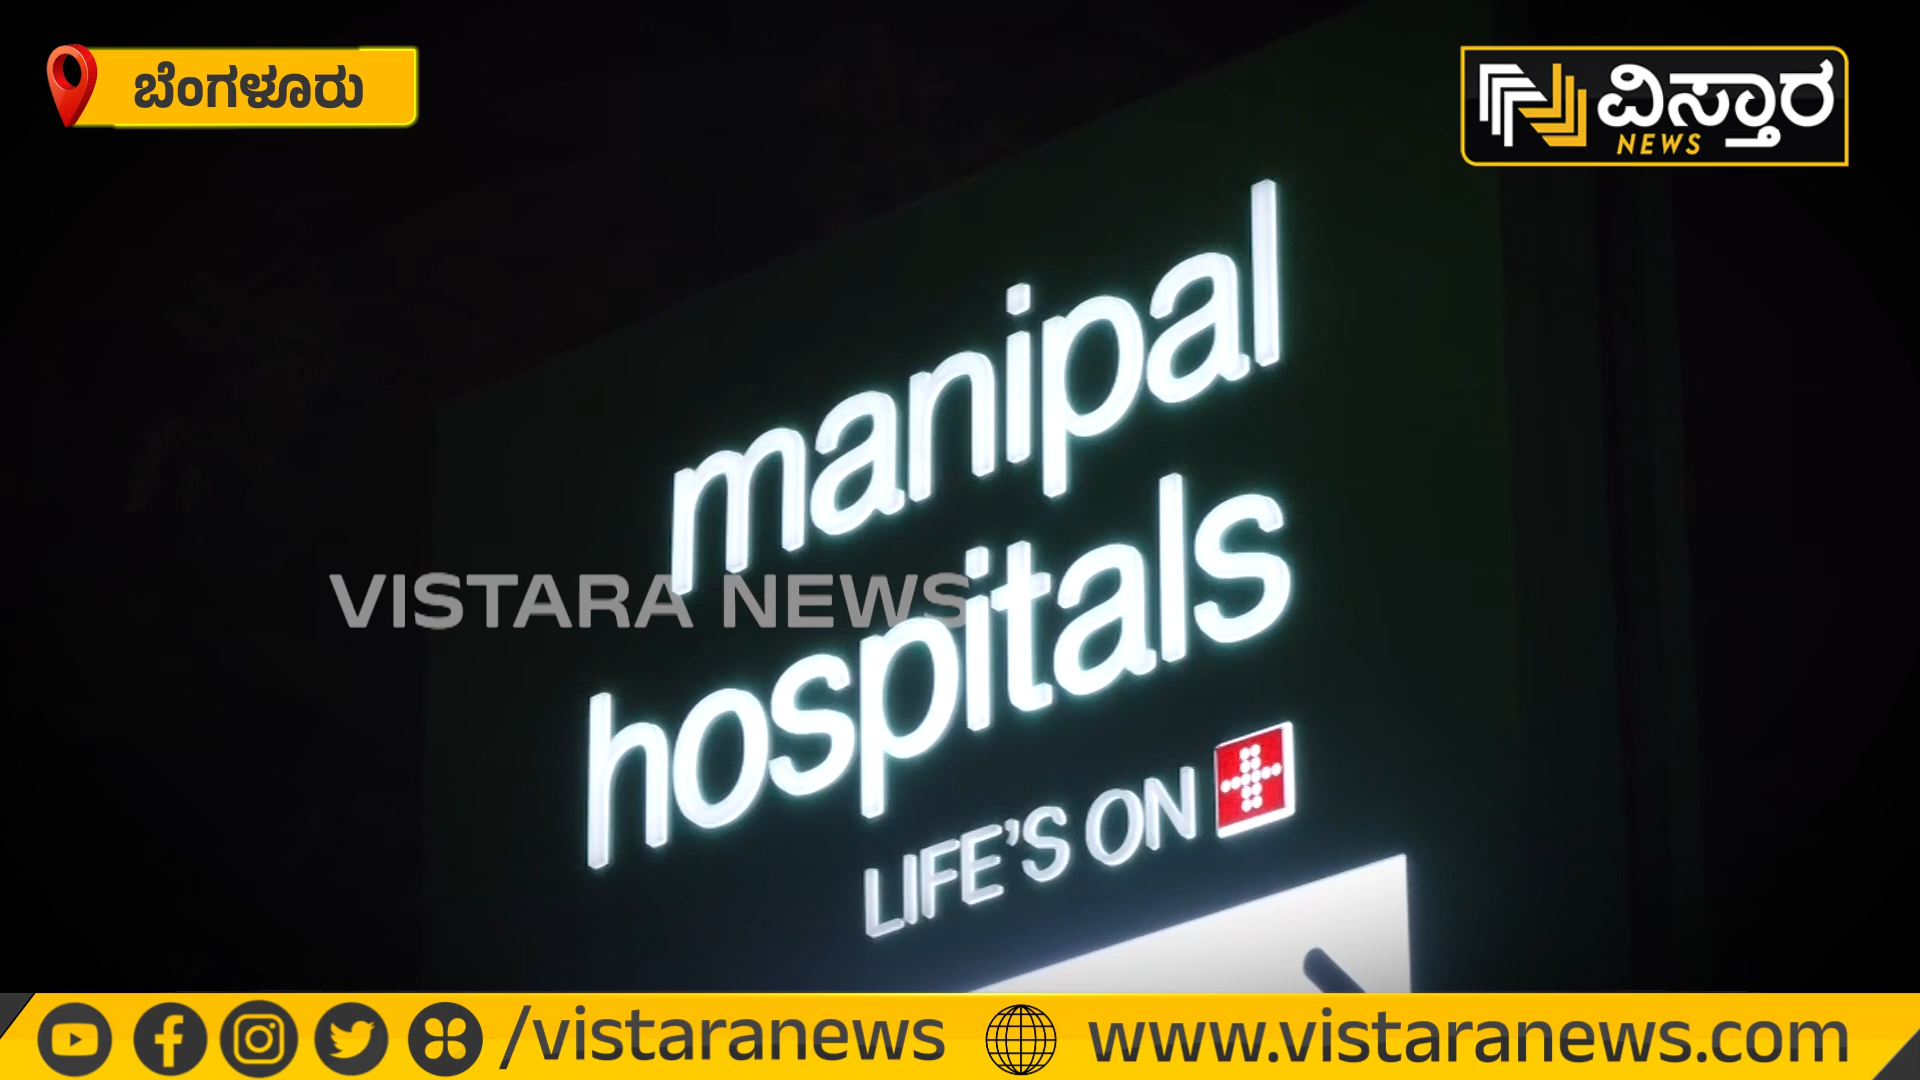 ಬೆಂಗಳೂರು
ವಿಸ್ತಾರ
NEWS
manipal
hospitals
LIFE'S ON
VISTARA NEWS
/vistaranews
www.vistaranews.com